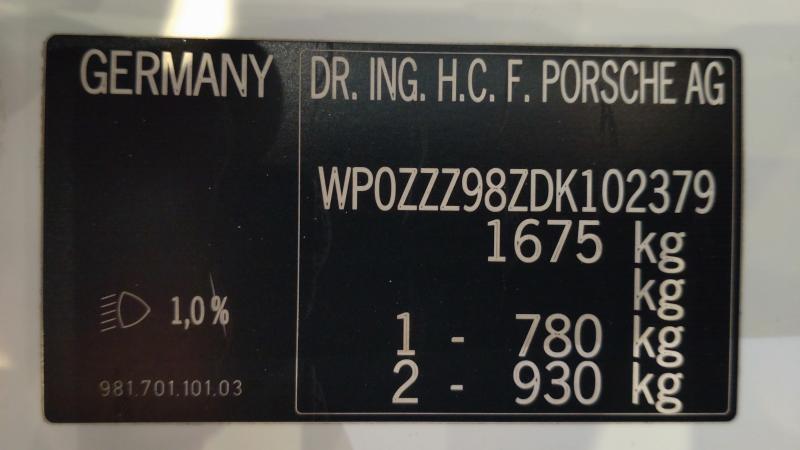 GERMANY
DR. ING. H.C. F. PORSCHE AG
WP0ZZZ98ZDK102379
1675 kg
kg
1 - 780 kg
2 - 930 kg
1,0%
981.701.101.03